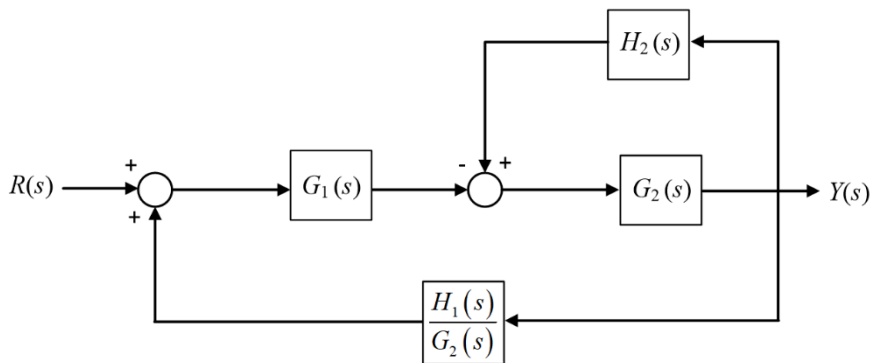 H₂(s)
+
- +
R(s)
G₁(s)
G₂(s)
Y(s)
+
H₁(s)
G₂(s)